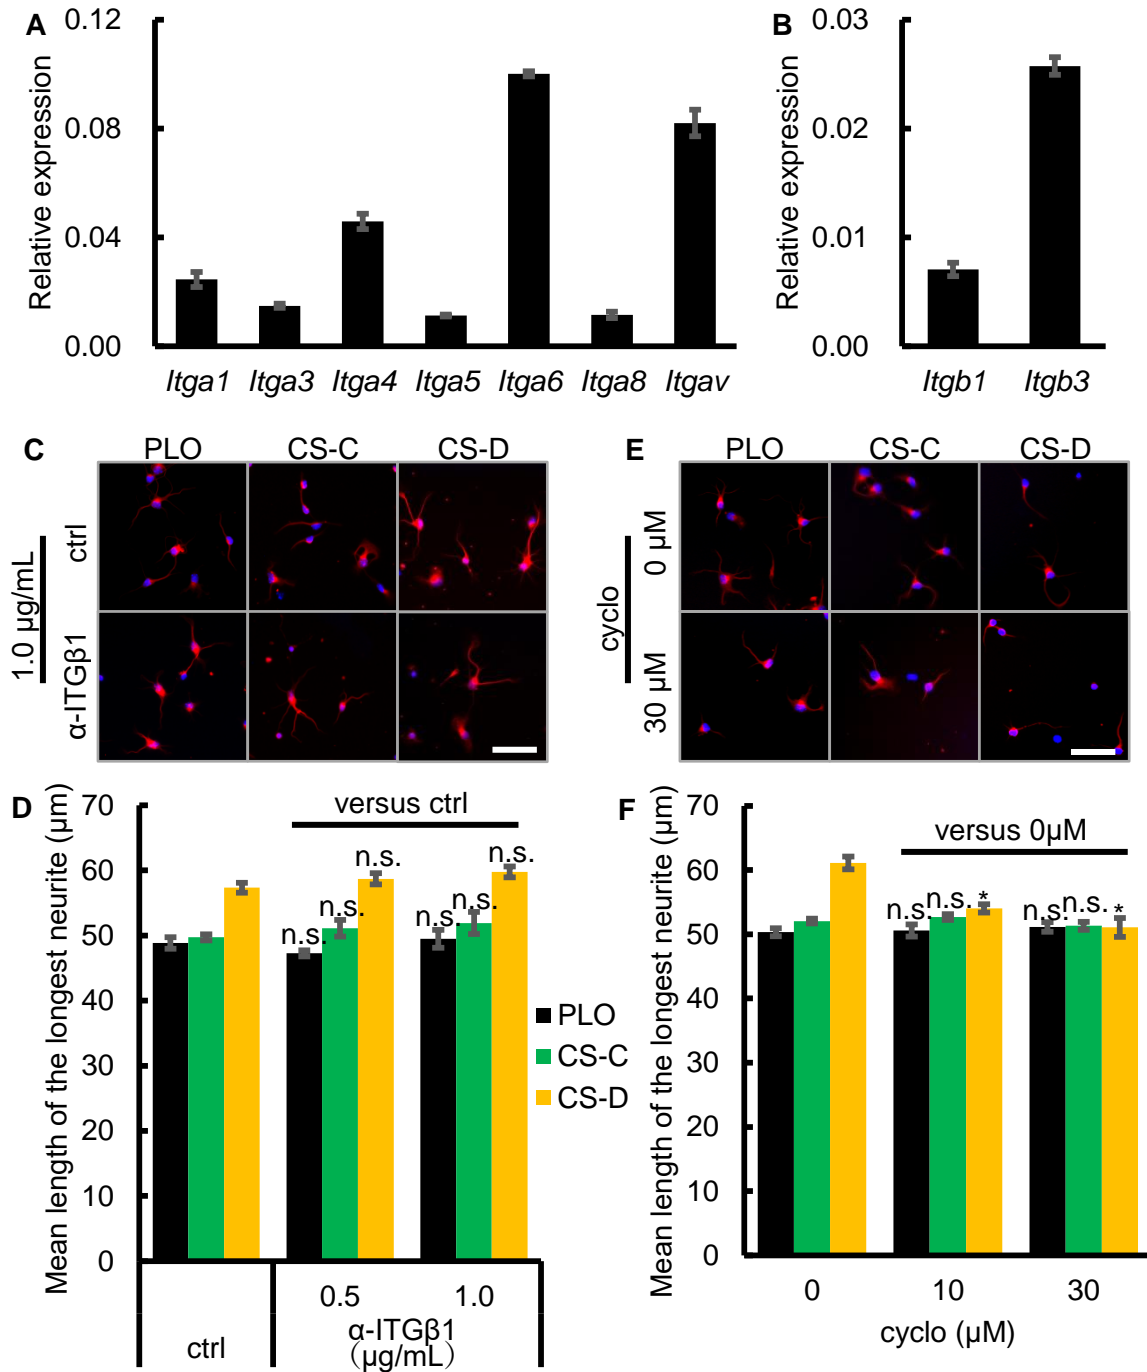 A
Relative expression
0.12
0.08
0.04
0.00
Itga1 Itga3 Itga4 Itga5 Itga6 Itga8 Itgav
B
Relative expression
0.03
0.02
0.01
0.00
Itgb1 Itgb3
C
PLO CS-C CS-D
1.0 µg/mL
ctrl
α-ITGβ1
E
PLO CS-C CS-D
cyclo
0 µM
30 µM
D
Mean length of the longest neurite (µm)
70
60
50
40
30
20
10
0
versus ctrl
n.s. n.s. n.s.
n.s. n.s. n.s.
PLO
CS-C
CS-D
0.5 1.0
ctrl
α-ITGβ1
(µg/mL)
F
Mean length of the longest neurite (µm)
70
60
50
40
30
20
10
0
versus 0µM
n.s. n.s. *
n.s. n.s. *
0 10 30
cyclo (µM)